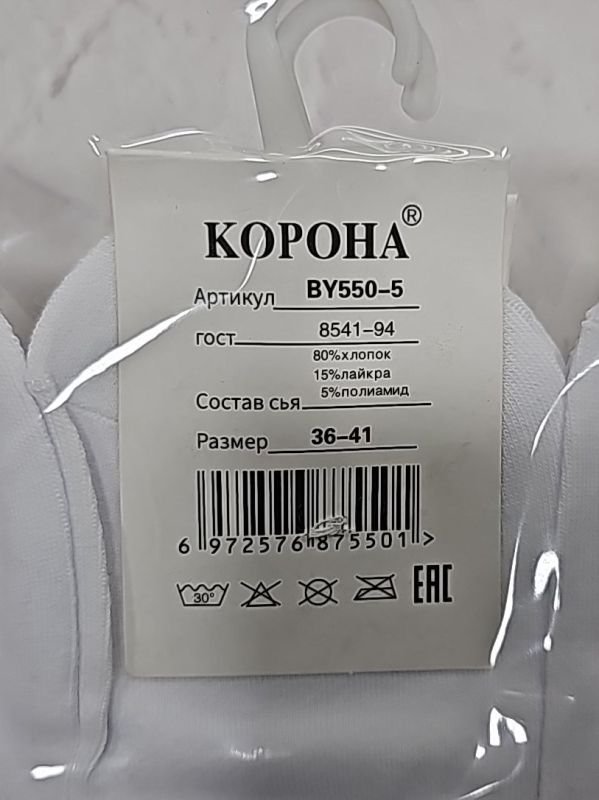 КОРОНА®
Артикул BY550-5
гост 8541-94
80%хлопок
15%лайкра
5%полиамид
Состав сья
Размер 36-41
6 972576 875501 >
30°
EAC